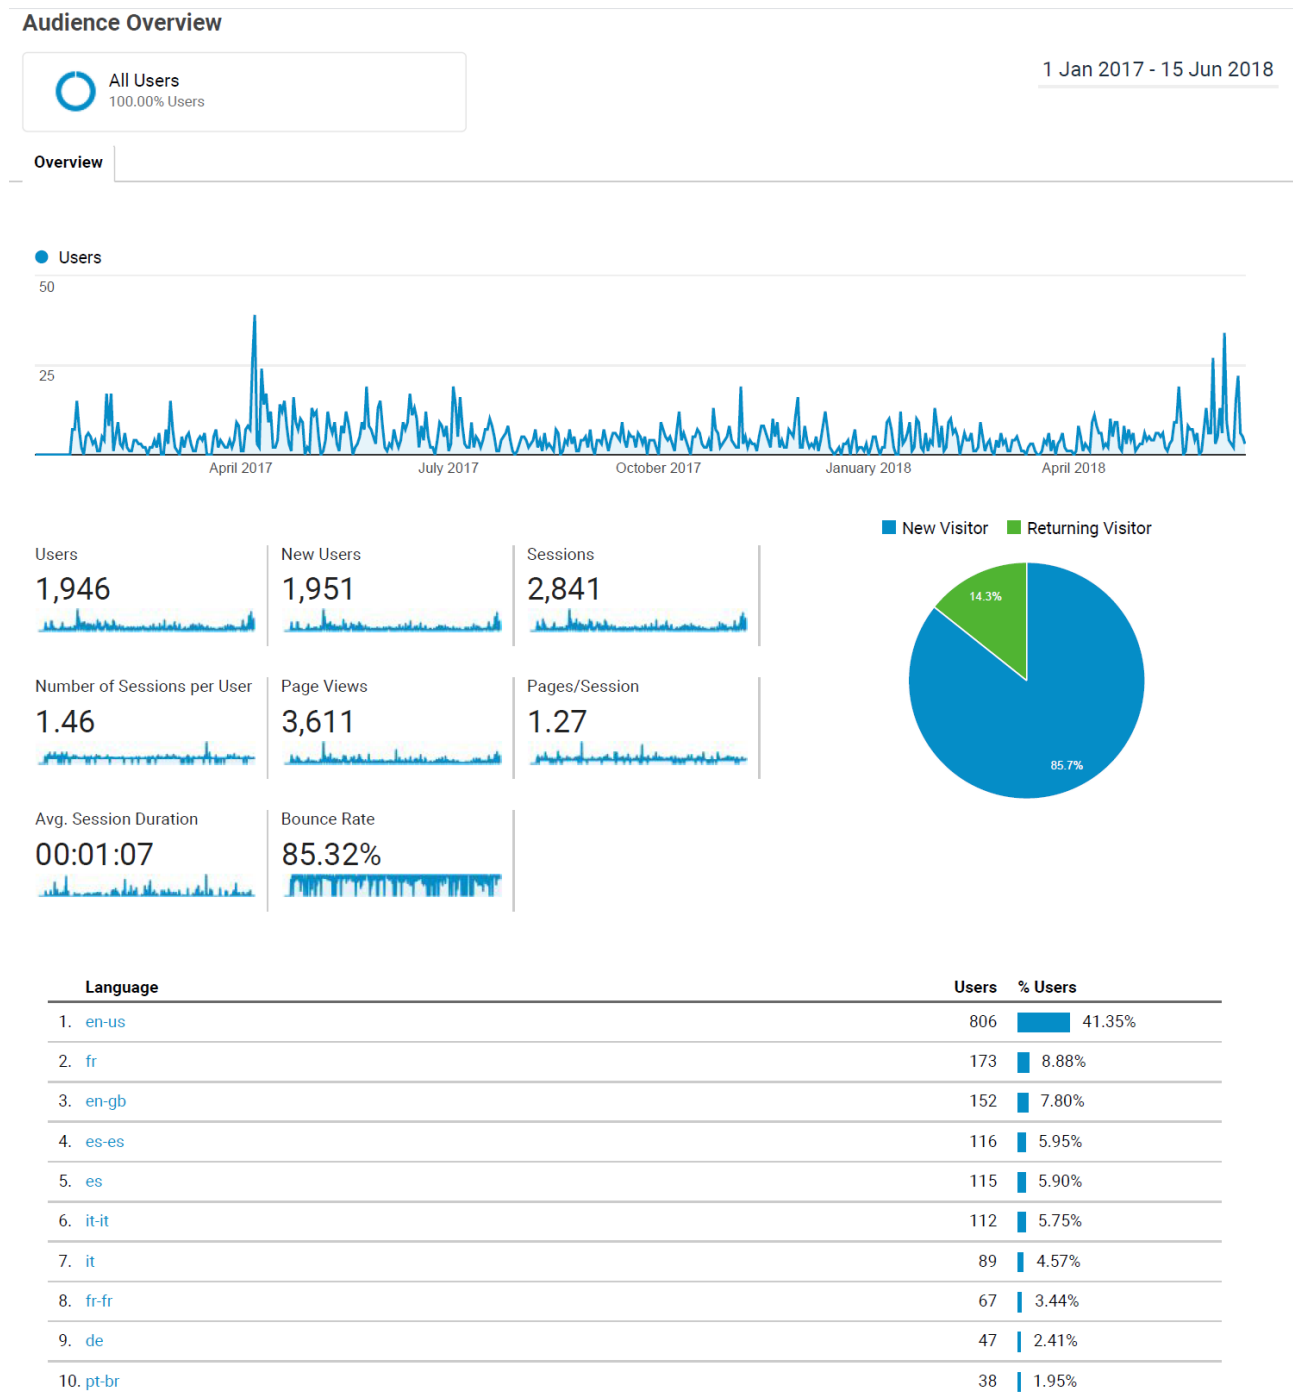 Audience Overview
All Users
100.00% Users
1 Jan 2017 - 15 Jun 2018
Overview
Users
50
25
April 2017 July 2017 October 2017 January 2018 April 2018
New Visitor Returning Visitor
14.3%
85.7%
Users New Users Sessions
1,946 1,951 2,841
Number of Sessions per User Page Views Pages/Session
1.46 3,611 1.27
Avg. Session Duration Bounce Rate
00:01:07 85.32%
Language Users % Users
1. en-us 806 41.35%
2. fr 173 8.88%
3. en-gb 152 7.80%
4. es-es 116 5.95%
5. es 115 5.90%
6. it-it 112 5.75%
7. it 89 4.57%
8. fr-fr 67 3.44%
9. de 47 2.41%
10. pt-br 38 1.95%